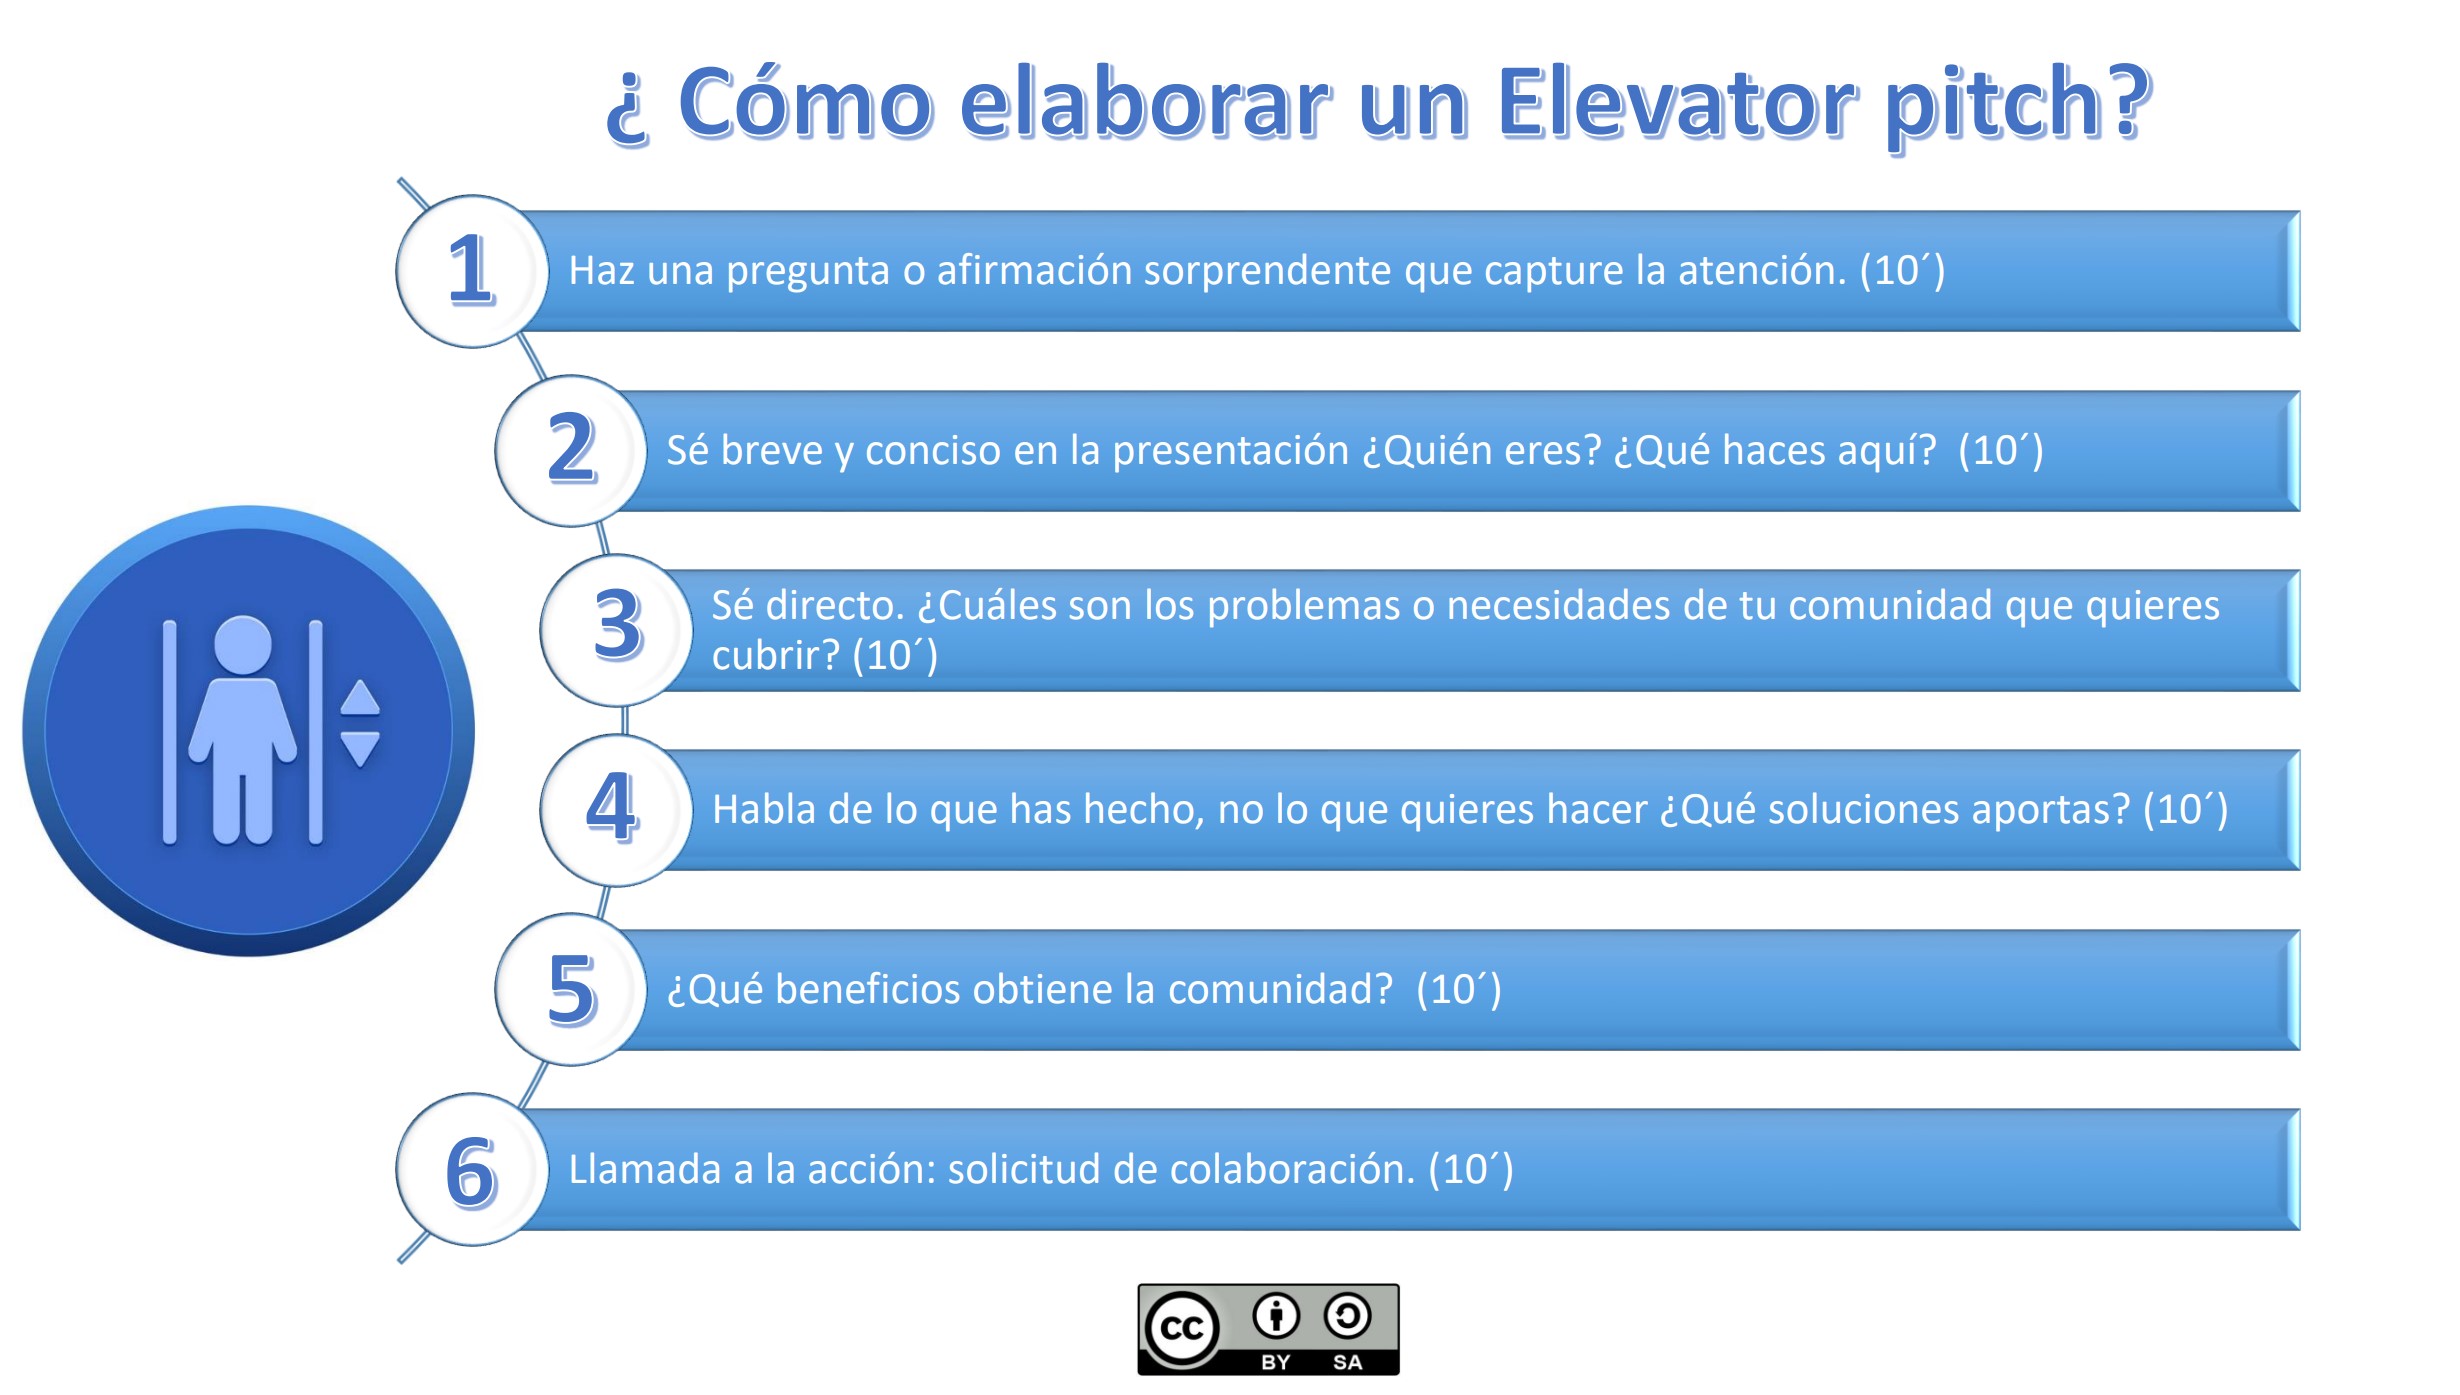 ¿ Cómo elaborar un Elevator pitch?
1
Haz una pregunta o afirmación sorprendente que capture la atención. (10´)
2
Sé breve y conciso en la presentación ¿Quién eres? ¿Qué haces aquí?  (10´)
3
Sé directo. ¿Cuáles son los problemas o necesidades de tu comunidad que quieres
cubrir? (10´)
4
Habla de lo que has hecho, no lo que quieres hacer ¿Qué soluciones aportas? (10´)
5
¿Qué beneficios obtiene la comunidad?  (10´)
6
Llamada a la acción: solicitud de colaboración. (10´)
cc
BY SA